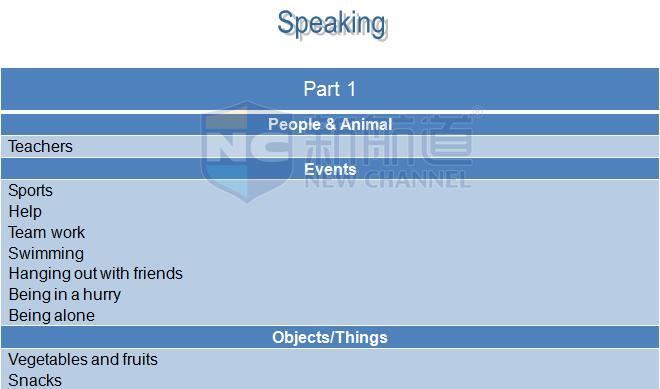 Speaking
Part 1
People & Animal
Teachers
NC 新航道®
Events
NEW CHANNEL
Sports
Help
Team work
Swimming
Hanging out with friends
Being in a hurry
Being alone
Objects/Things
Vegetables and fruits
Snacks